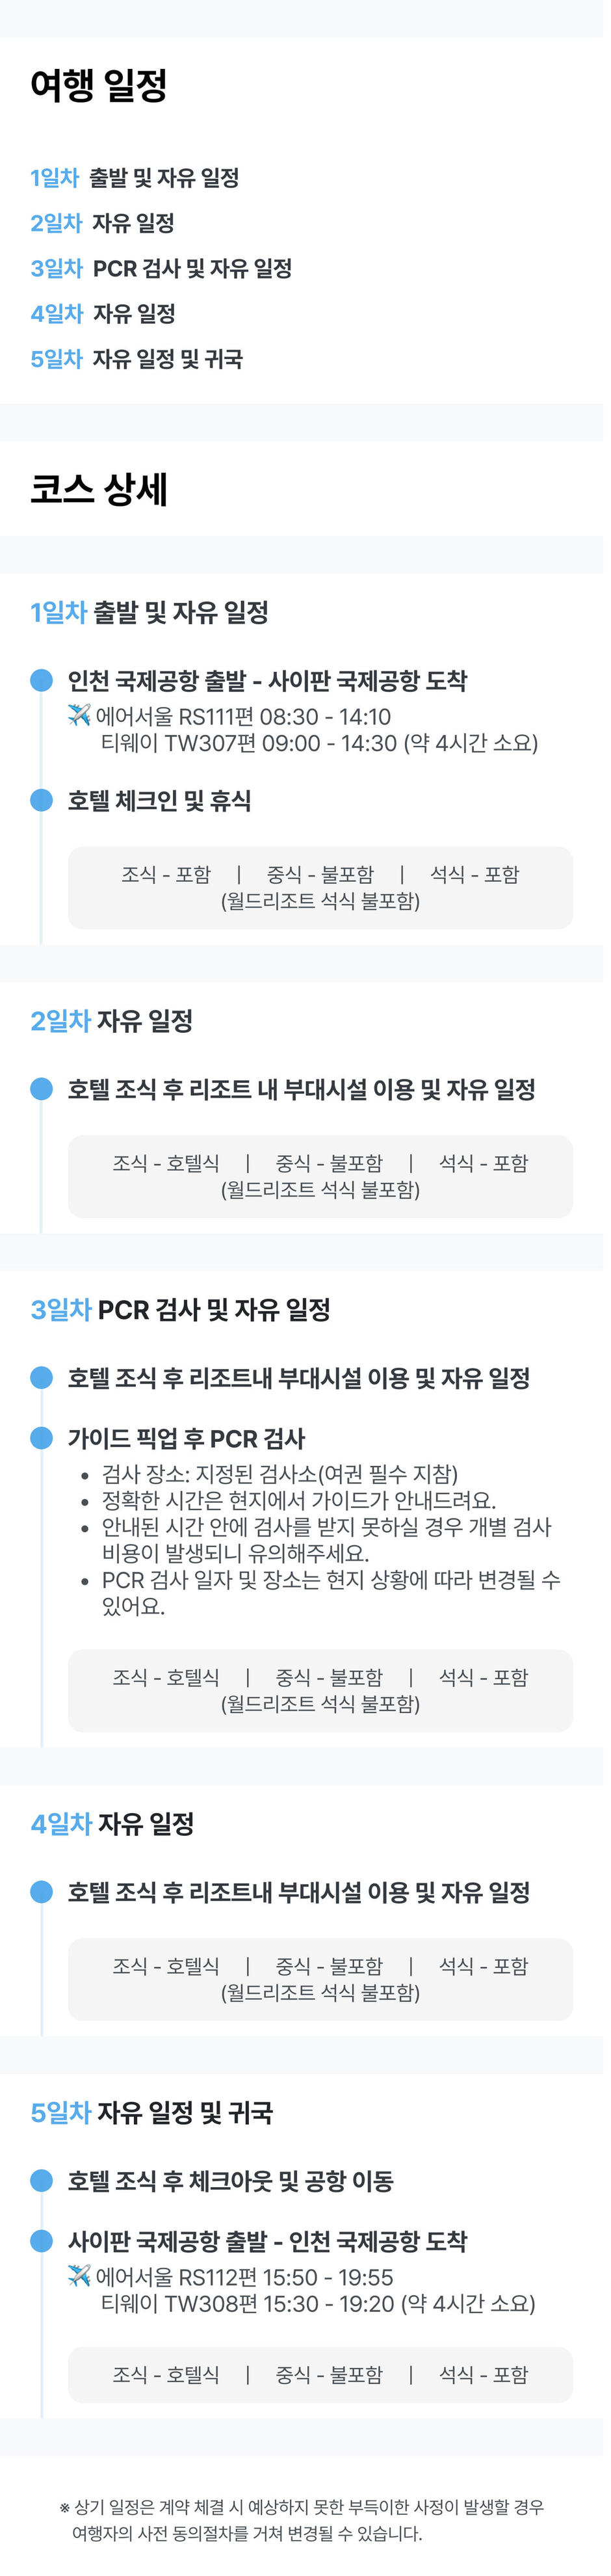 여행 일정
1일차 출발 및 자유 일정
2일차 자유 일정
3일차 PCR 검사 및 자유 일정
4일차 자유 일정
5일차 자유 일정 및 귀국
코스 상세
1일차 출발 및 자유 일정
인천 국제공항 출발 - 사이판 국제공항 도착
✈️ 에어서울 RS111편 08:30 - 14:10
티웨이 TW307편 09:00 - 14:30 (약 4시간 소요)
호텔 체크인 및 휴식
조식 - 포함 | 중식 - 불포함 | 석식 - 포함
(월드리조트 석식 불포함)
2일차 자유 일정
호텔 조식 후 리조트 내 부대시설 이용 및 자유 일정
조식 - 호텔식 | 중식 - 불포함 | 석식 - 포함
(월드리조트 석식 불포함)
3일차 PCR 검사 및 자유 일정
호텔 조식 후 리조트내 부대시설 이용 및 자유 일정
가이드 픽업 후 PCR 검사
• 검사 장소: 지정된 검사소(여권 필수 지참)
• 정확한 시간은 현지에서 가이드가 안내드려요.
• 안내된 시간 안에 검사를 받지 못하실 경우 개별 검사
비용이 발생되니 유의해주세요.
• PCR 검사 일자 및 장소는 현지 상황에 따라 변경될 수
있어요.
조식 - 호텔식 | 중식 - 불포함 | 석식 - 포함
(월드리조트 석식 불포함)
4일차 자유 일정
호텔 조식 후 리조트내 부대시설 이용 및 자유 일정
조식 - 호텔식 | 중식 - 불포함 | 석식 - 포함
(월드리조트 석식 불포함)
5일차 자유 일정 및 귀국
호텔 조식 후 체크아웃 및 공항 이동
사이판 국제공항 출발 - 인천 국제공항 도착
✈️ 에어서울 RS112편 15:50 - 19:55
티웨이 TW308편 15:30 - 19:20 (약 4시간 소요)
조식 - 호텔식 | 중식 - 불포함 | 석식 - 포함
※ 상기 일정은 계약 체결 시 예상하지 못한 부득이한 사정이 발생할 경우
여행자의 사전 동의절차를 거쳐 변경될 수 있습니다.